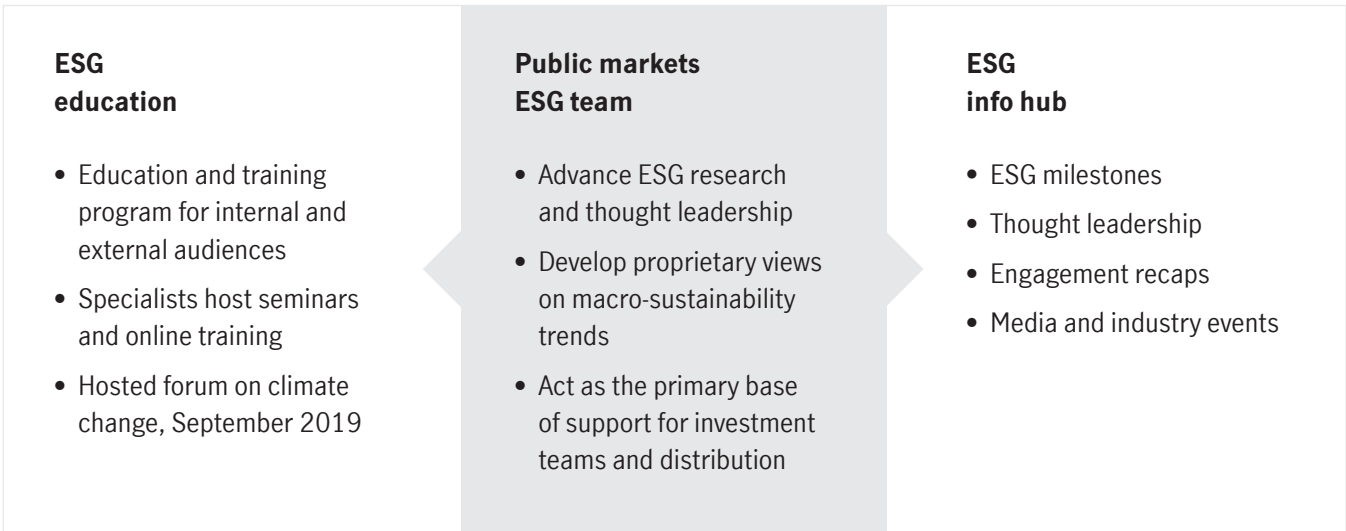 ESG
education
• Education and training
program for internal and
external audiences
• Specialists host seminars
and online training
• Hosted forum on climate
change, September 2019
Public markets
ESG team
• Advance ESG research
and thought leadership
• Develop proprietary views
on macro-sustainability
trends
• Act as the primary base
of support for investment
teams and distribution
ESG
info hub
• ESG milestones
• Thought leadership
• Engagement recaps
• Media and industry events